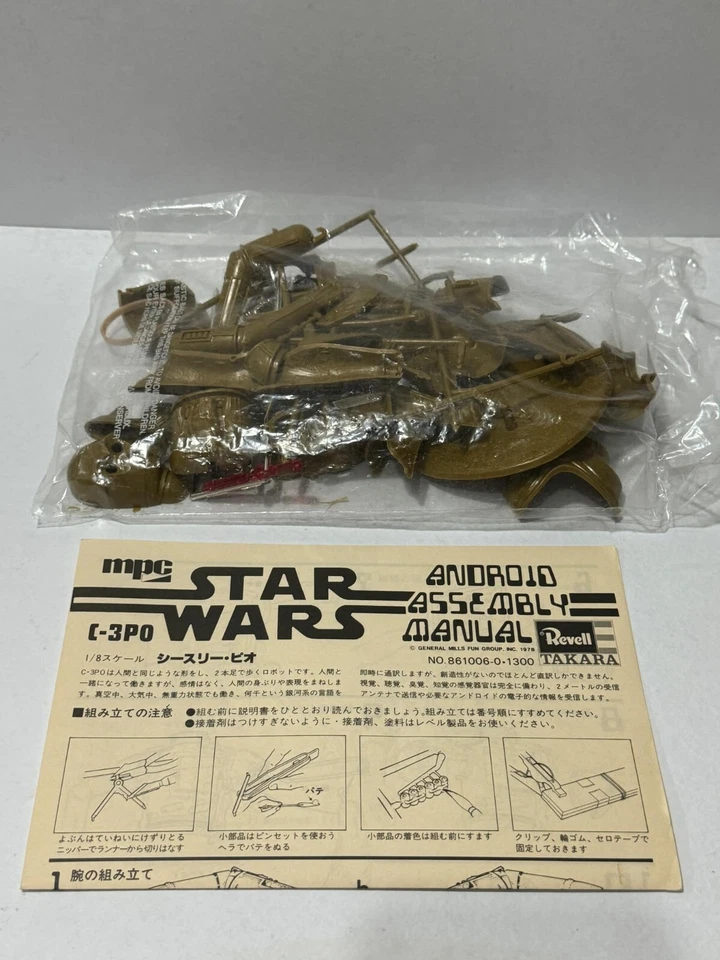 mpc
STAR WARS
C-3PO
ANDROID
ASSEMBLY
MANUAL
© GENERAL MILLS FUN GROUP, INC. 1978
NO.861006-0-1300
Revell
TAKARA
1/8スケール シースリー・ピオ
C-3POは人間と同じような形をし、2本足で歩くロボットです。人間と
一緒になって働きますが、感情はなく、人間の身ぶりや表現をまねしま
す。真空中、大気中、無重力状態でも働き、何千という銀河系の言語を
同時に通訳しますが、創造性がないのでほとんど直訳しかできません。
視覚、聴覚、臭覚、知覚の感覚器官は完全に備わり、2メートルの受信
アンテナで送信や必要なアンドロイドの電子的な情報を受信します。
■組み立ての注意
●組む前に説明書をひととおり読んでおきましょう。組み立ては番号順にすすめてください。
●接着剤はつけすぎないように・接着剤、塗料はレベル製品をお使いください。
パテ
よぶんはていねいにけずりとる
ニッパーでランナーから切りはなす
小部品はピンセットを使おう
ヘラでパテをぬる
小部品の着色は組む前にすます
クリップ、輪ゴム、セロテープで
固定しておきます
1 腕の組み立て